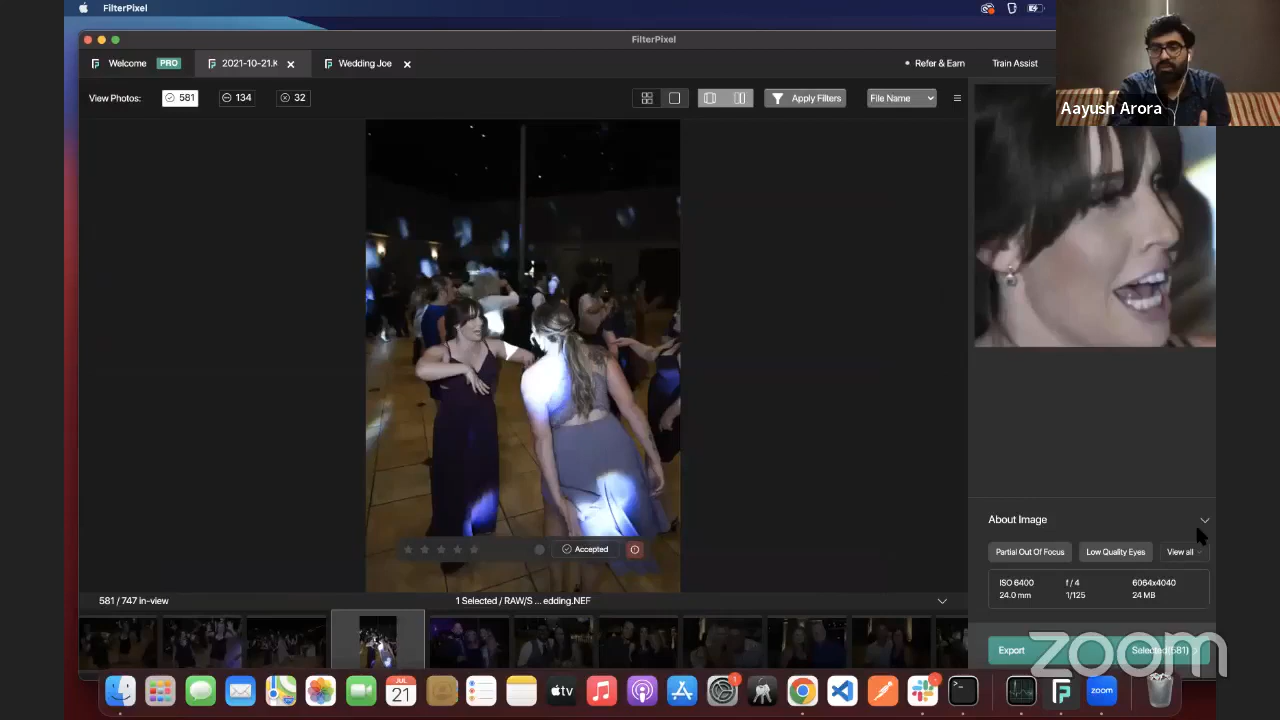 FilterPixel
FilterPixel
Welcome PRO
2021-10-21.K
Wedding Joe
Refer & Earn
Train Assist
View Photos: 581 134 32
Apply Filters
File Name
Aayush Arora
Accepted
About Image
Partial Out Of Focus Low Quality Eyes View all
ISO 6400 f / 4 6064x4040
24.0 mm 1/125 24 MB
581 / 747 in-view
1 Selected / RAW/S ... edding.NEF
Export Selected(581)
zoom
JUL
21
tv
zoom